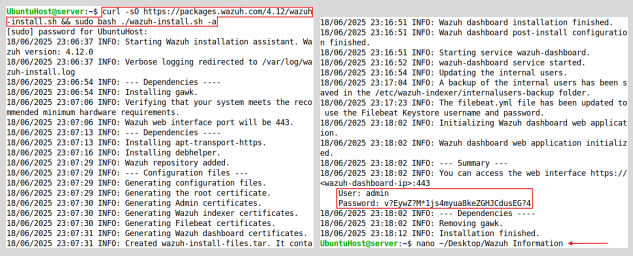 UbuntuHost@server:~$ curl -sO https://packages.wazuh.com/4.12/wazuh
-install.sh && sudo bash ./wazuh-install.sh -a
[sudo] password for UbuntuHost:
18/06/2025 23:06:37 INFO: Starting Wazuh installation assistant. Wa
zuh version: 4.12.0
18/06/2025 23:06:37 INFO: Verbose logging redirected to /var/log/wa
zuh-install.log
18/06/2025 23:06:54 INFO: --- Dependencies ----
18/06/2025 23:06:54 INFO: Installing gawk.
18/06/2025 23:07:06 INFO: Verifying that your system meets the reco
mmended minimum hardware requirements.
18/06/2025 23:07:06 INFO: Wazuh web interface port will be 443.
18/06/2025 23:07:13 INFO: --- Dependencies ----
18/06/2025 23:07:13 INFO: Installing apt-transport-https.
18/06/2025 23:07:16 INFO: Installing debhelper.
18/06/2025 23:07:29 INFO: Wazuh repository added.
18/06/2025 23:07:29 INFO: --- Configuration files ---
18/06/2025 23:07:29 INFO: Generating configuration files.
18/06/2025 23:07:29 INFO: Generating the root certificate.
18/06/2025 23:07:30 INFO: Generating Admin certificates.
18/06/2025 23:07:30 INFO: Generating Wazuh indexer certificates.
18/06/2025 23:07:30 INFO: Generating Filebeat certificates.
18/06/2025 23:07:31 INFO: Generating Wazuh dashboard certificates.
18/06/2025 23:07:31 INFO: Created wazuh-install-files.tar. It conta
18/06/2025 23:16:51 INFO: Wazuh dashboard installation finished.
18/06/2025 23:16:51 INFO: Wazuh dashboard post-install configuratio
n finished.
18/06/2025 23:16:51 INFO: Starting service wazuh-dashboard.
18/06/2025 23:16:52 INFO: wazuh-dashboard service started.
18/06/2025 23:16:54 INFO: Updating the internal users.
18/06/2025 23:17:04 INFO: A backup of the internal users has been s
aved in the /etc/wazuh-indexer/internalusers-backup folder.
18/06/2025 23:17:23 INFO: The filebeat.yml file has been updated to
use the Filebeat Keystore username and password.
18/06/2025 23:18:02 INFO: Initializing Wazuh dashboard web applicat
ion.
18/06/2025 23:18:02 INFO: Wazuh dashboard web application initializ
ed.
18/06/2025 23:18:02 INFO: --- Summary ---
18/06/2025 23:18:02 INFO: You can access the web interface https://
<wazuh-dashboard-ip>:443
User: admin
Password: v?EywZ?M*1js4myua8keZGHJCdusEG?4
18/06/2025 23:18:02 INFO: --- Dependencies ----
18/06/2025 23:18:02 INFO: Removing gawk.
18/06/2025 23:18:12 INFO: Installation finished.
UbuntuHost@server:~$ nano ~/Desktop/Wazuh Information